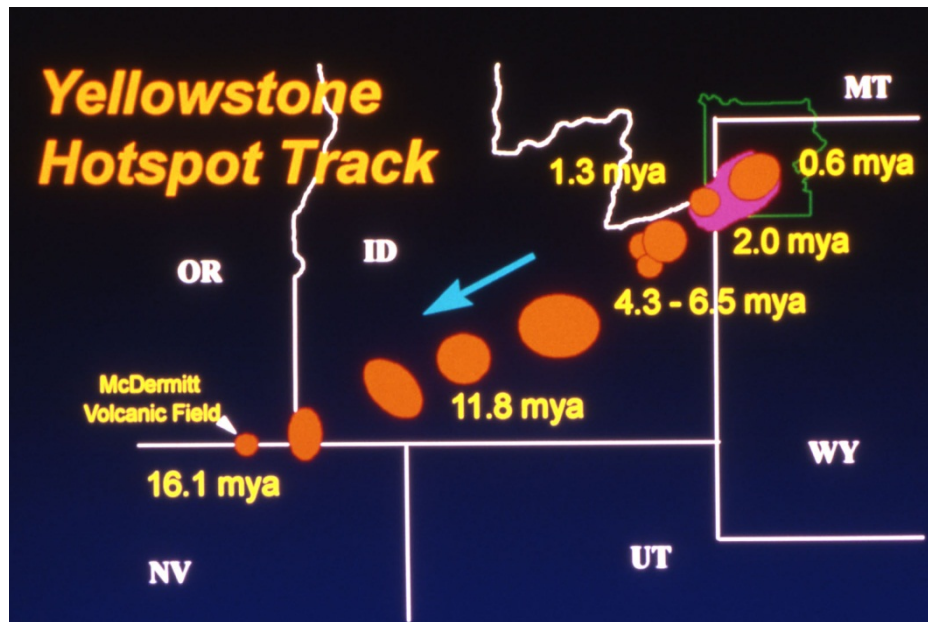 Yellowstone
Hotspot Track
MT
1.3 mya
0.6 mya
2.0 mya
ID
OR
4.3 - 6.5 mya
McDermitt
Volcanic Field
11.8 mya
16.1 mya
WY
NV
UT